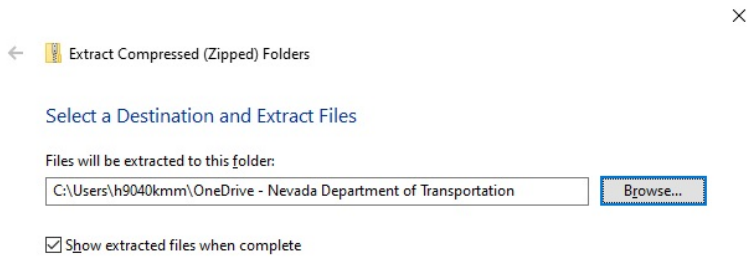 Extract Compressed (Zipped) Folders
Select a Destination and Extract Files
Files will be extracted to this folder:
C:\Users\h9040kmm\OneDrive - Nevada Department of Transportation
Browse...
Show extracted files when complete